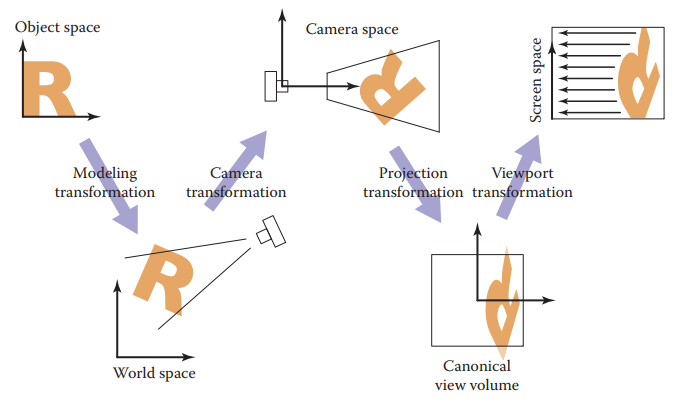 Object space
Modeling
transformation
World space
Camera
transformation
Camera space
Projection
transformation
Canonical
view volume
Viewport
transformation
Screen space
R
R
R
R
R